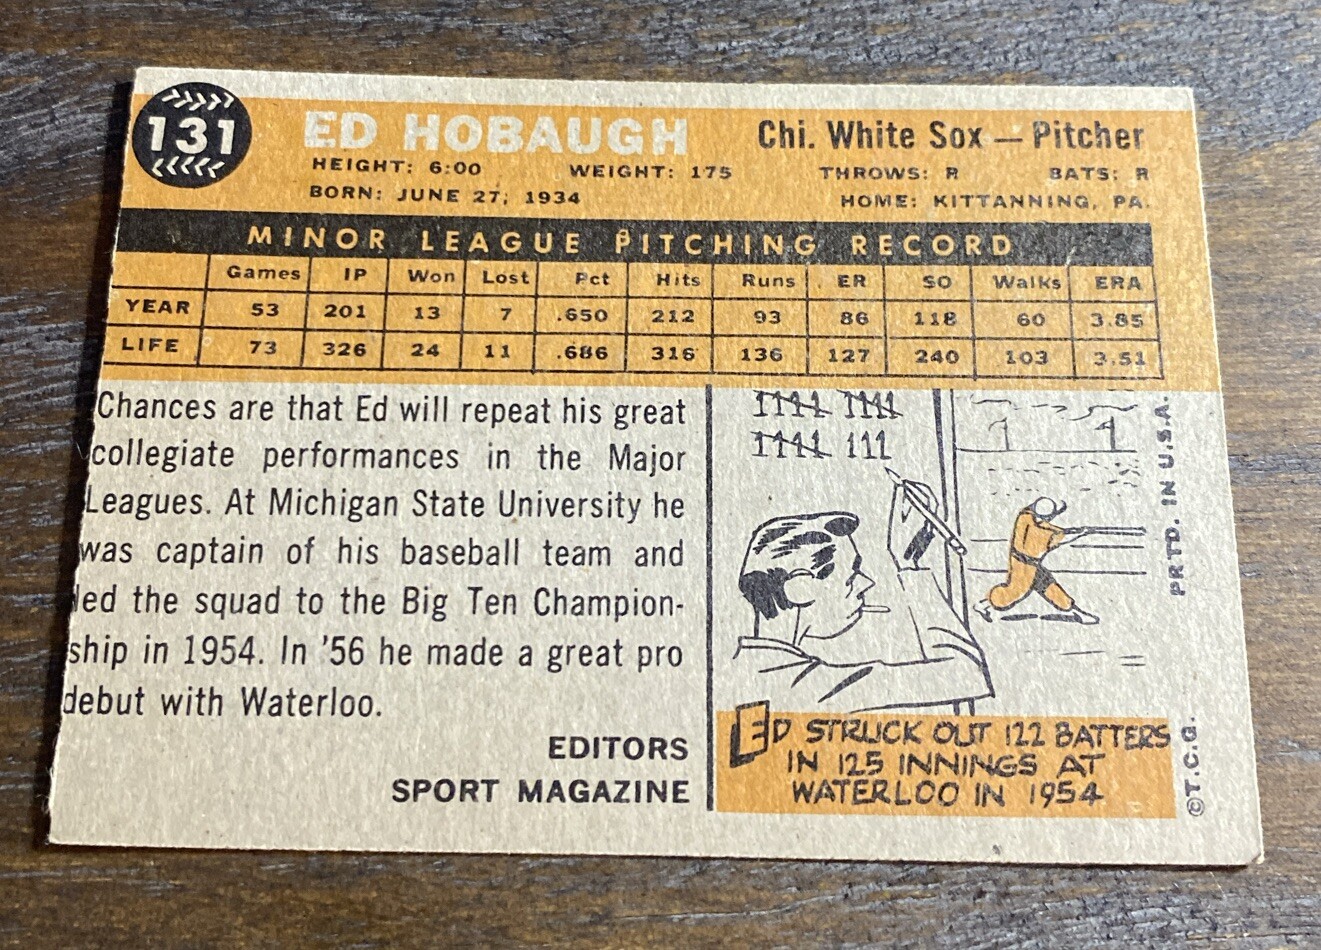 131
ED HOBAUGH
Chi. White Sox — Pitcher
HEIGHT: 6:00 WEIGHT: 175 THROWS: R BATS: R
BORN: JUNE 27, 1934 HOME: KITTANNING, PA.
MINOR LEAGUE PITCHING RECORD
Games IP Won Lost Pct Hits Runs ER SO Walks ERA
YEAR 53 201 13 7 .650 212 93 86 118 60 3.85
LIFE 73 326 24 11 .686 316 136 127 240 103 3.51
Chances are that Ed will repeat his great
collegiate performances in the Major
Leagues. At Michigan State University he
was captain of his baseball team and
led the squad to the Big Ten Champion-
ship in 1954. In '56 he made a great pro
debut with Waterloo.
EDITORS
SPORT MAGAZINE
ED STRUCK OUT 122 BATTERS
IN 125 INNINGS AT
WATERLOO IN 1954
©T.C.G. PRTD. IN U.S.A.